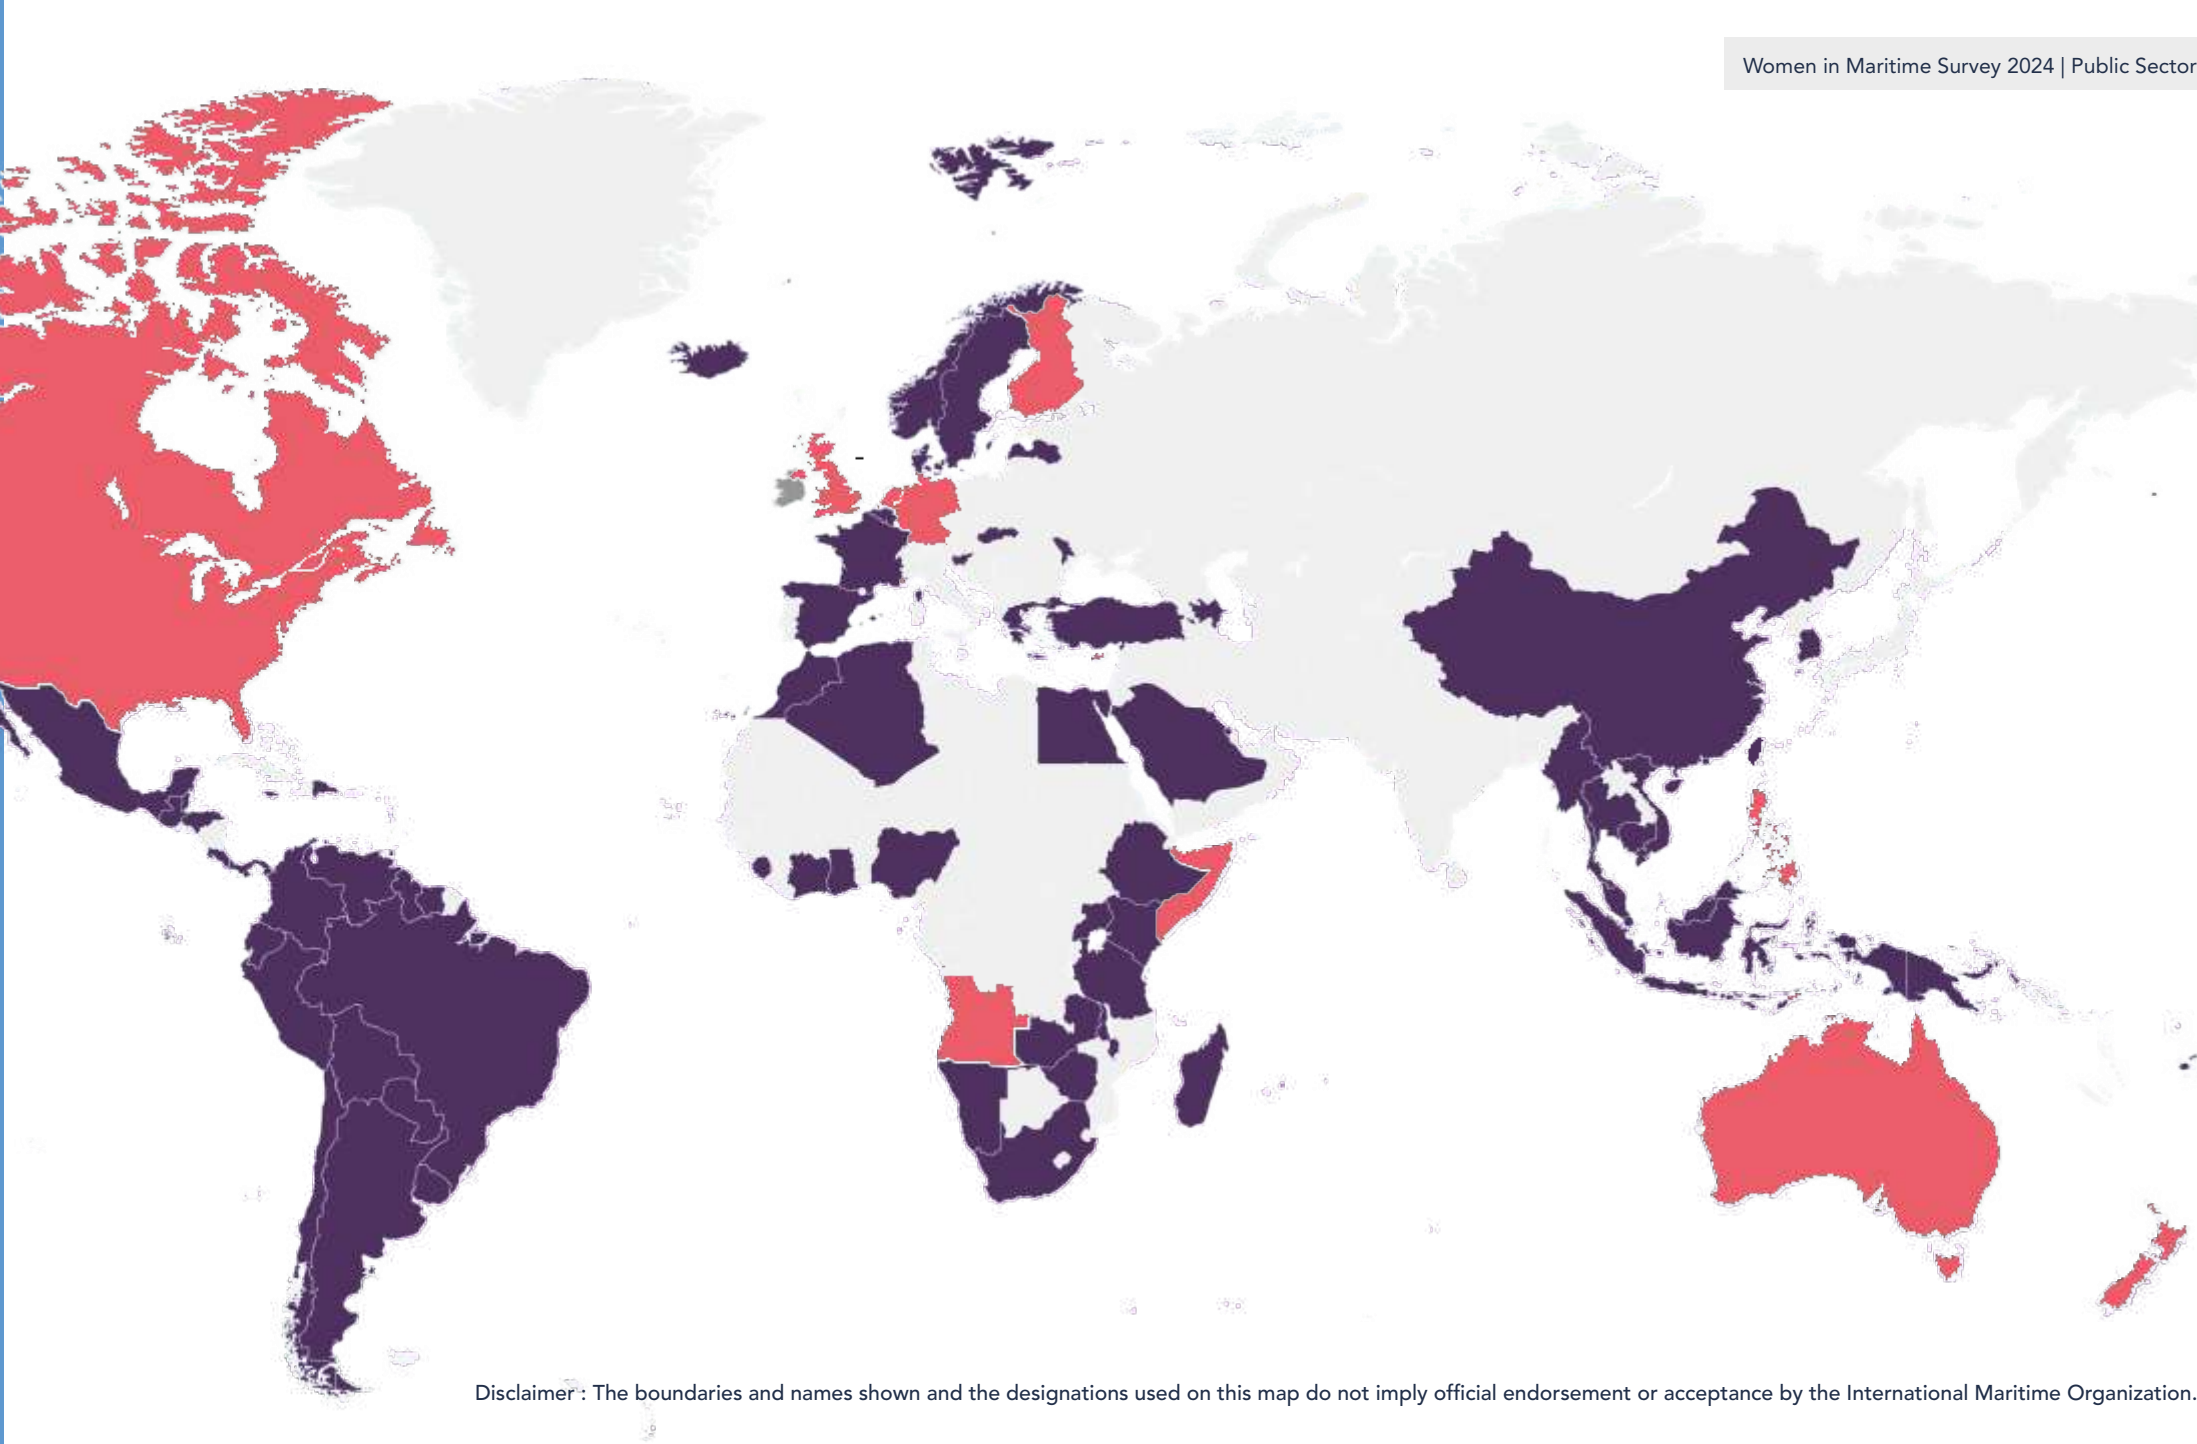 Women in Maritime Survey 2024 | Public Sector
Disclaimer : The boundaries and names shown and the designations used on this map do not imply official endorsement or acceptance by the International Maritime Organization.